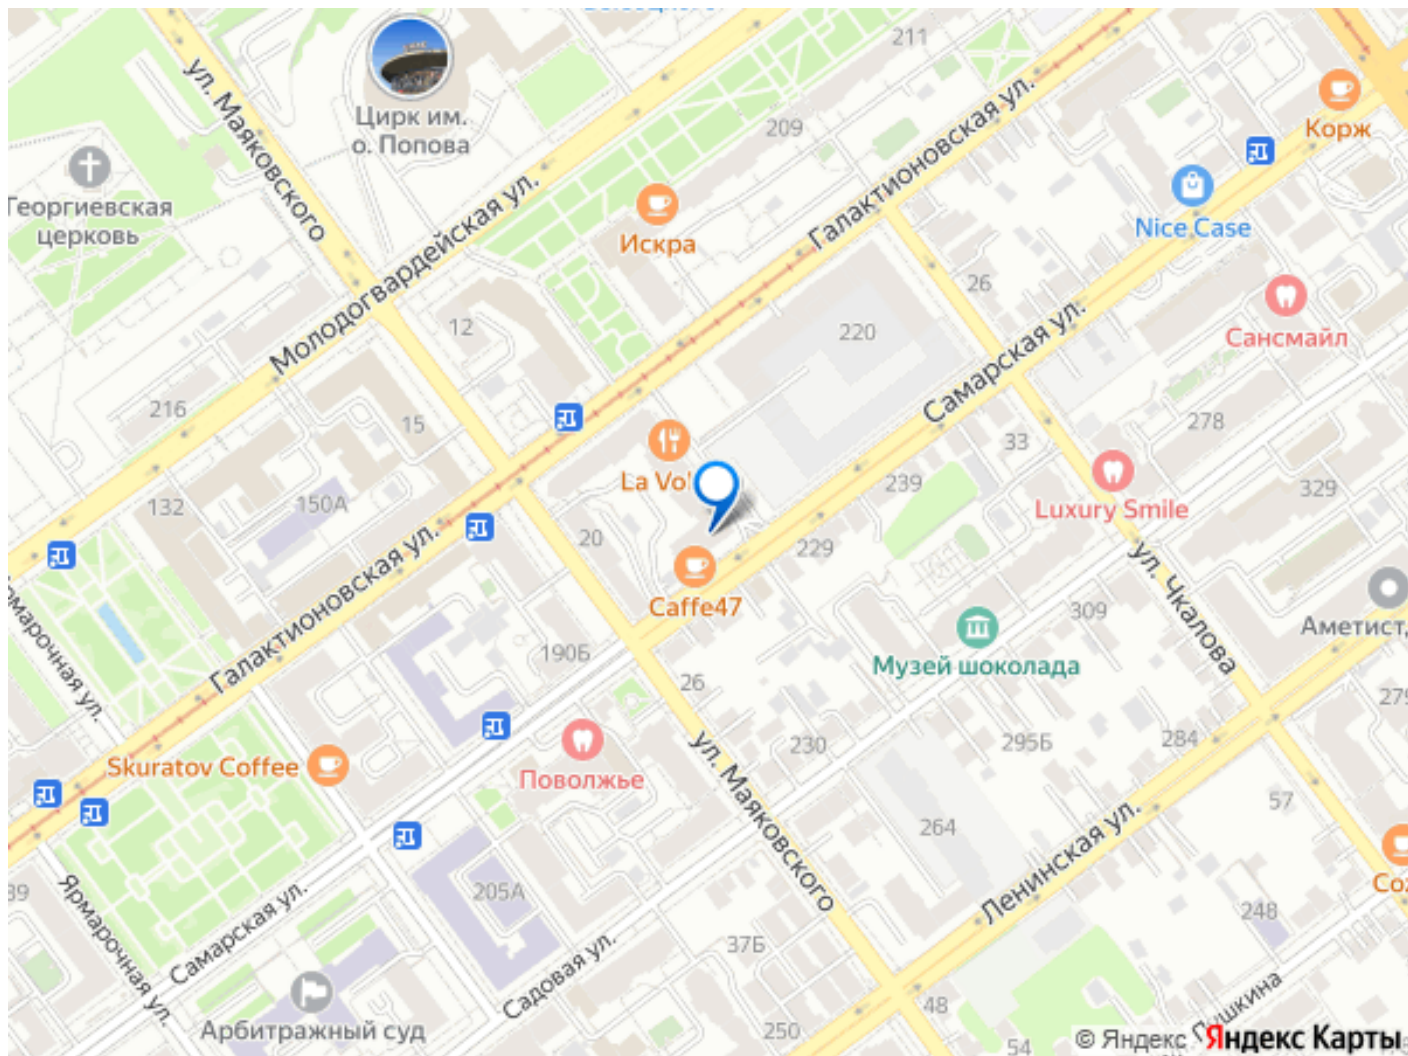 211
ул. Маяковского
Цирк им.
о. Попова
Корж
209
Галактионовская ул.
Георгиевская
церковь
Молодогвардейская ул.
Искра
Nice Case
26
12
220
Сансмайл
Самарская ул.
216
15
278
33
La Vo
239
132
150А
329
Luxury Smile
20
229
Caffe47
ул. Чкалова
309
Аметист,
Галактионовская ул.
190Б
Музей шоколада
26
230
295Б
284
Skuratov Coffee
Поволжье
ул. Маяковского
57
264
Ленинская ул.
205А
248
Ярмарочная ул.
Самарская ул.
Садовая ул.
37Б
48
Арбитражный суд
250
54
© Яндекс Яндекс Карты